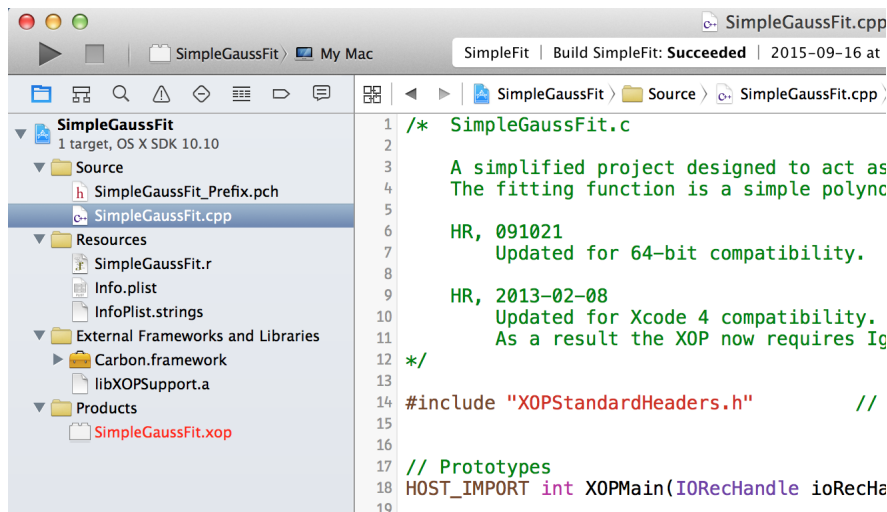 SimpleGaussFit.cpp
SimpleGaussFit 〉 My Mac
SimpleFit | Build SimpleFit: Succeeded | 2015-09-16 at
SimpleGaussFit 〉 Source 〉 SimpleGaussFit.cpp 〉
SimpleGaussFit
1 target, OS X SDK 10.10
Source
h SimpleGaussFit_Prefix.pch
c++ SimpleGaussFit.cpp
Resources
.r SimpleGaussFit.r
Info.plist
InfoPlist.strings
External Frameworks and Libraries
Carbon.framework
libXOPSupport.a
Products
SimpleGaussFit.xop
1 /* SimpleGaussFit.c
2
3 A simplified project designed to act as
4 The fitting function is a simple polyno
5
6 HR, 091021
7 Updated for 64-bit compatibility.
8
9 HR, 2013-02-08
10 Updated for Xcode 4 compatibility.
11 As a result the XOP now requires Ig
12 */
13
14 #include "XOPStandardHeaders.h" //
15
16
17 // Prototypes
18 HOST_IMPORT int XOPMain(IORecHandle ioRecHa
19